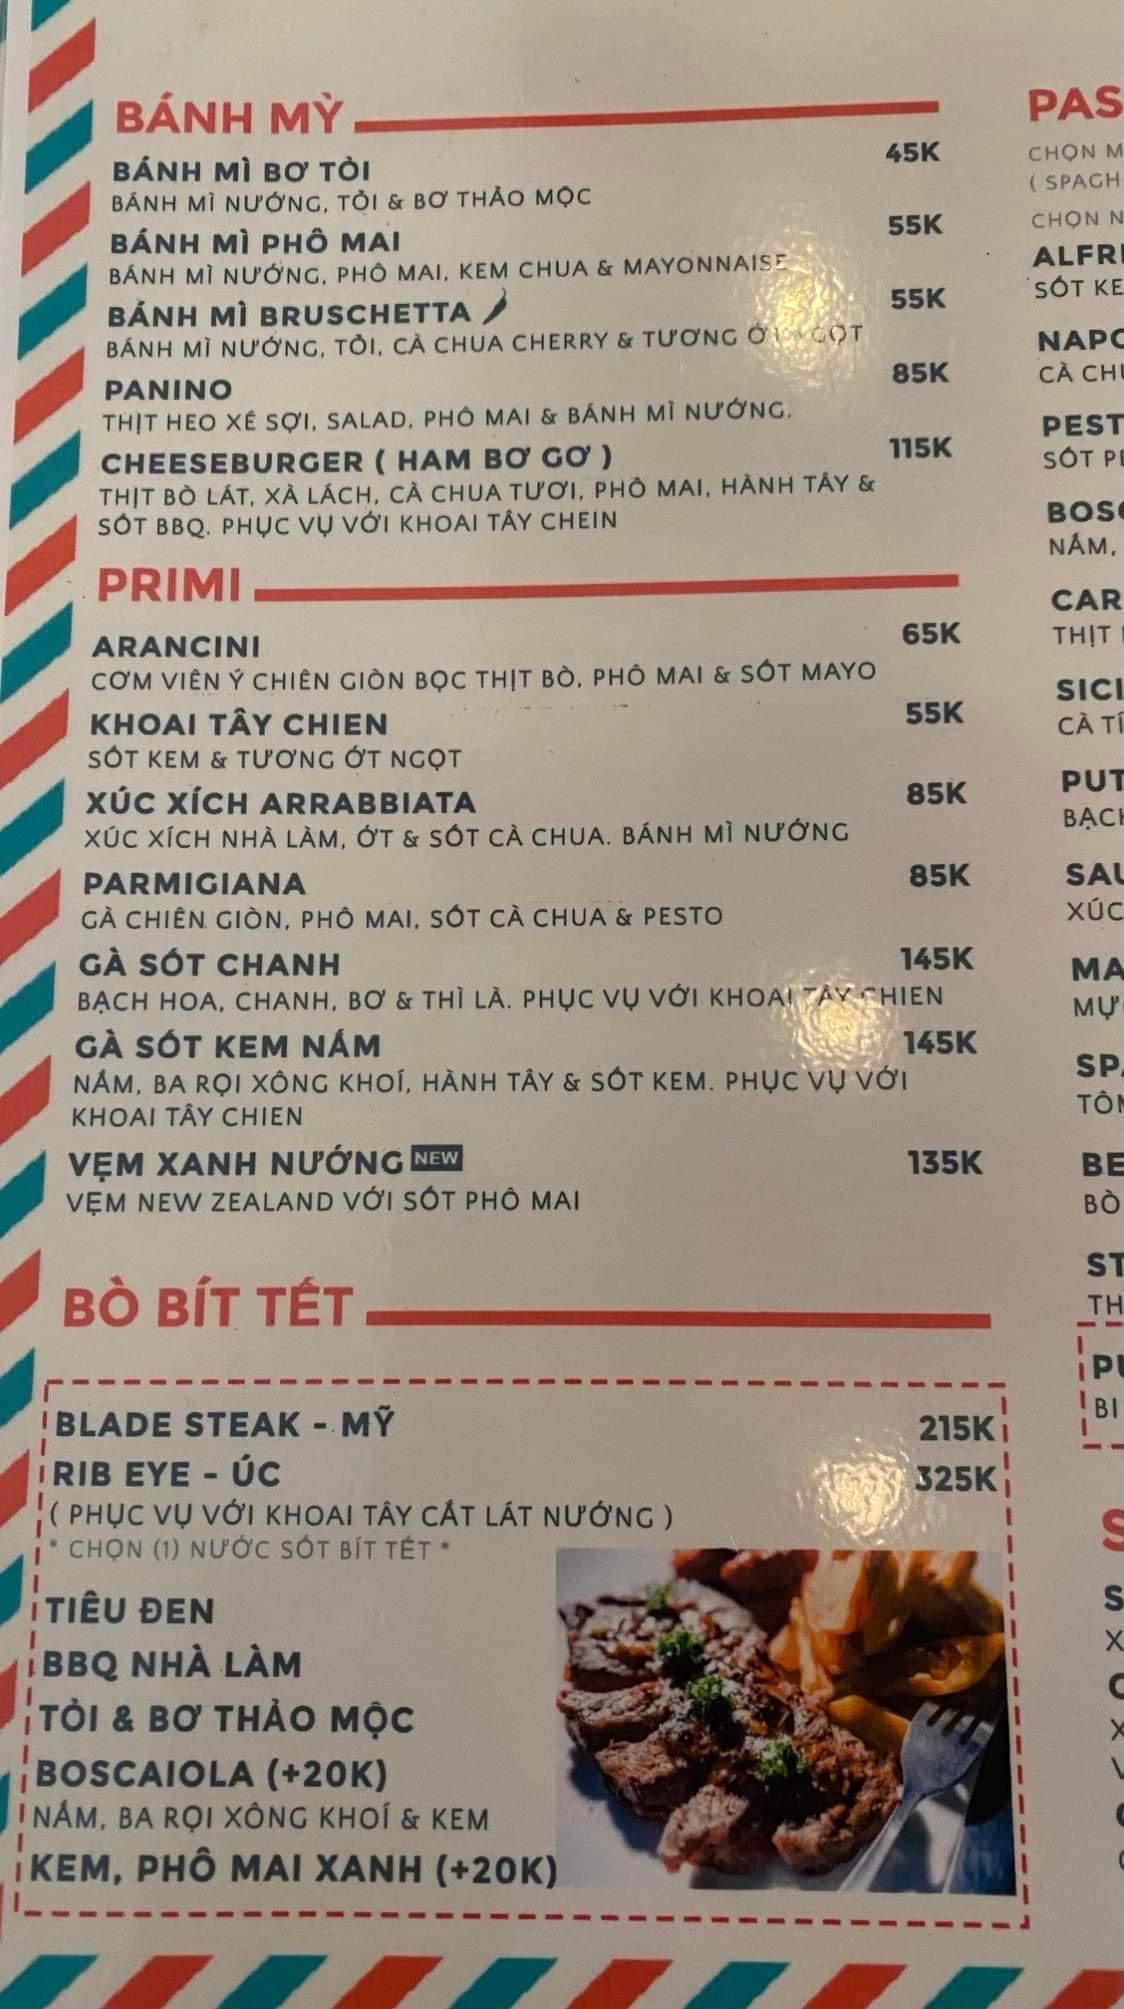 BÁNH MỲ
BÁNH MÌ BƠ TỎI 45K
BÁNH MÌ NƯỚNG, TỎI & BƠ THẢO MỘC
BÁNH MÌ PHÔ MAI 55K
BÁNH MÌ NƯỚNG, PHÔ MAI, KEM CHUA & MAYONNAISE
BÁNH MÌ BRUSCHETTA 55K
BÁNH MÌ NƯỚNG, TỎI, CÀ CHUA CHERRY & TƯƠNG ỚT NGỌT
PANINO 85K
THỊT HEO XÉ SỢI, SALAD, PHÔ MAI & BÁNH MÌ NƯỚNG.
CHEESEBURGER ( HAM BƠ GƠ ) 115K
THỊT BÒ LÁT, XÀ LÁCH, CÀ CHUA TƯƠI, PHÔ MAI, HÀNH TÂY &
SỐT BBQ. PHỤC VỤ VỚI KHOAI TÂY CHEIN
PRIMI
ARANCINI 65K
CƠM VIÊN Ý CHIÊN GIÒN BỌC THỊT BÒ, PHÔ MAI & SỐT MAYO
KHOAI TÂY CHIEN 55K
SỐT KEM & TƯƠNG ỚT NGỌT
XÚC XÍCH ARRABBIATA 85K
XÚC XÍCH NHÀ LÀM, ỚT & SỐT CÀ CHUA. BÁNH MÌ NƯỚNG
PARMIGIANA 85K
GÀ CHIÊN GIÒN, PHÔ MAI, SỐT CÀ CHUA & PESTO
GÀ SỐT CHANH 145K
BẠCH HOA, CHANH, BƠ & THÌ LÀ. PHỤC VỤ VỚI KHOAI TÂY CHIEN
GÀ SỐT KEM NẤM 145K
NẤM, BA RỌI XÔNG KHOÍ, HÀNH TÂY & SỐT KEM. PHỤC VỤ VỚI
KHOAI TÂY CHIEN
VẸM XANH NƯỚNG NEW 135K
VẸM NEW ZEALAND VỚI SỐT PHÔ MAI
BÒ BÍT TẾT
BLADE STEAK - MỸ 215K
RIB EYE - ÚC 325K
( PHỤC VỤ VỚI KHOAI TÂY CẮT LÁT NƯỚNG )
* CHỌN (1) NƯỚC SỐT BÍT TẾT *
TIÊU ĐEN
BBQ NHÀ LÀM
TỎI & BƠ THẢO MỘC
BOSCAIOLA (+20K)
NẤM, BA RỌI XÔNG KHOÍ & KEM
KEM, PHÔ MAI XANH (+20K)
PAS
CHỌN M
( SPAGH
CHỌN N
ALFR
SỐT KE
NAPO
CÀ CHU
PEST
SỐT PE
BOSC
NẤM,
CAR
THỊT
SICI
CÀ TÍ
PUT
BẠCH
SAU
XÚC
MA
MỰ
SPA
TÔM
BE
BÒ
ST
TH
PU
BI
S
S
X